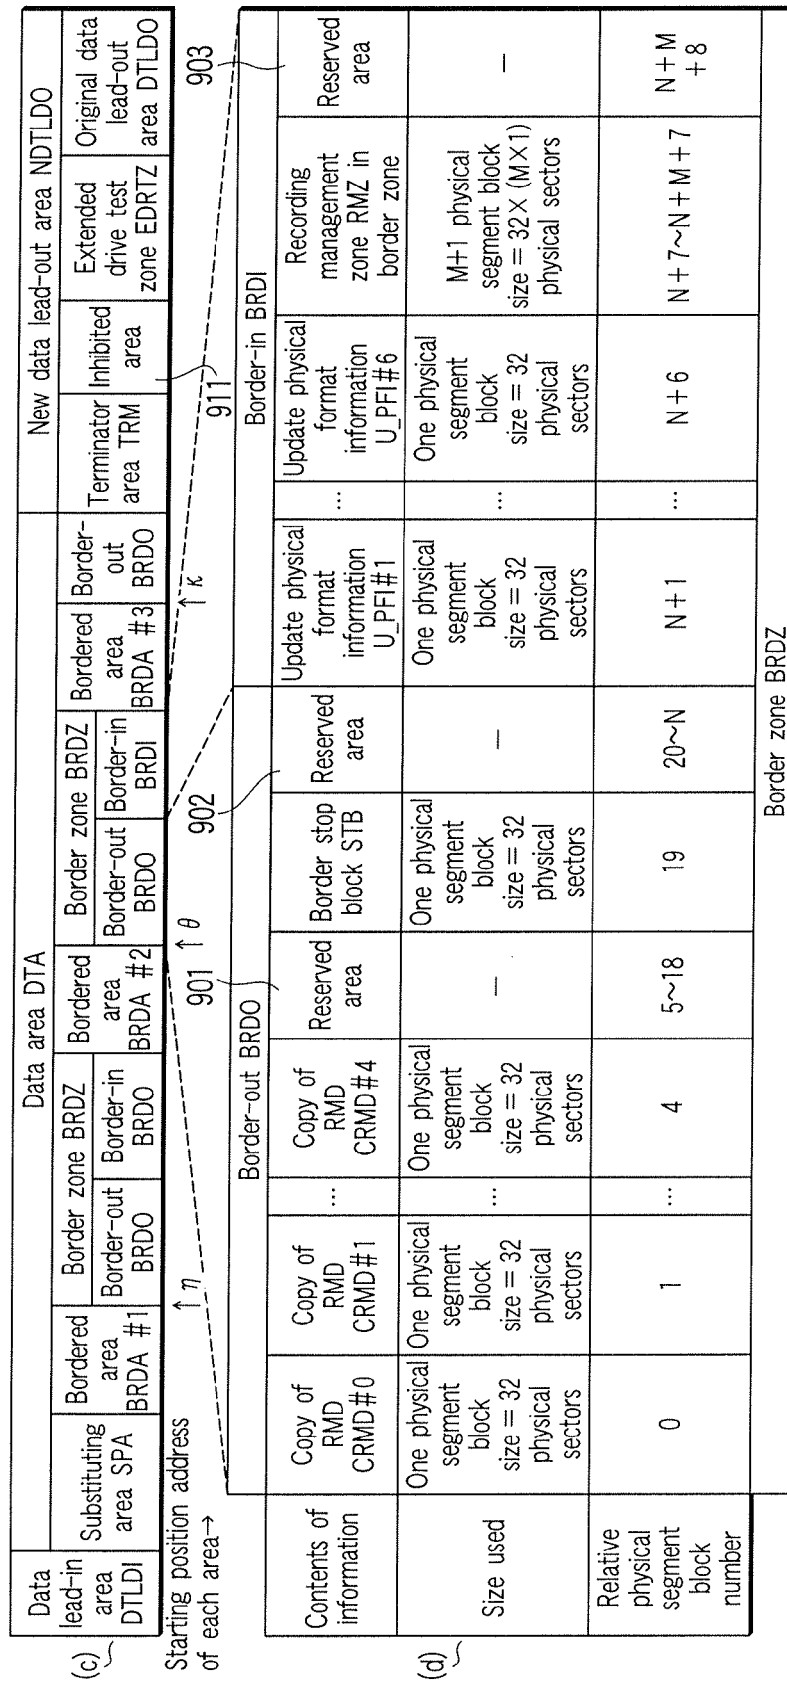 (c)
Data
lead-in
area
DTLDI
Data area DTA
Substituting
area SPA
Bordered
area
BRDA #1
Border zone BRDZ
Border-out
BRDO
Border-in
BRDO
Bordered
area
BRDA #2
Border zone BRDZ
Border-out
BRDO
Border-in
BRDI
Bordered
area
BRDA #3
Border-
out
BRDO
New data lead-out area NDTLDO
Terminator
area TRM
Inhibited
area
Extended
drive test
zone EDRTZ
Original data
lead-out
area DTLDO
Starting position address
of each area→
↑ η
↑ θ
↑ κ
901
902
911
903
(d)
Border-out BRDO
Border-in BRDI
Contents of
information
Copy of
RMD
CRMD#0
Copy of
RMD
CRMD#1
...
Copy of
RMD
CRMD#4
Reserved
area
Border stop
block STB
Reserved
area
Update physical
format
information
U_PFI#1
...
Update physical
format
information
U_PFI#6
Recording
management
zone RMZ in
border zone
Reserved
area
Size used
One physical
segment
block
size = 32
physical
sectors
One physical
segment
block
size = 32
physical
sectors
...
One physical
segment
block
size = 32
physical
sectors
—
One physical
segment
block
size = 32
physical
sectors
—
One physical
segment
block
size = 32
physical
sectors
...
One physical
segment
block
size = 32
physical
sectors
M+1 physical
segment block
size = 32×(M×1)
physical sectors
—
Relative
physical
segment
block
number
0
1
...
4
5~18
19
20~N
N+1
...
N+6
N+7~N+M+7
N+M
+8
Border zone BRDZ